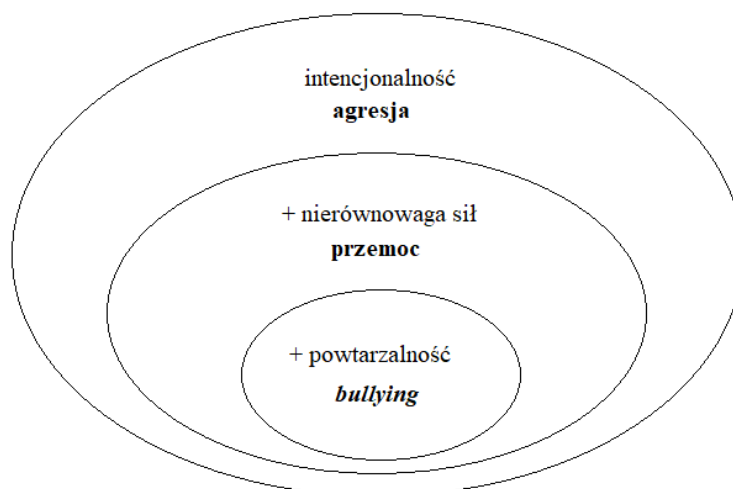 intencjonalność
agresja
+ nierównowaga sił
przemoc
+ powtarzalność
bullying